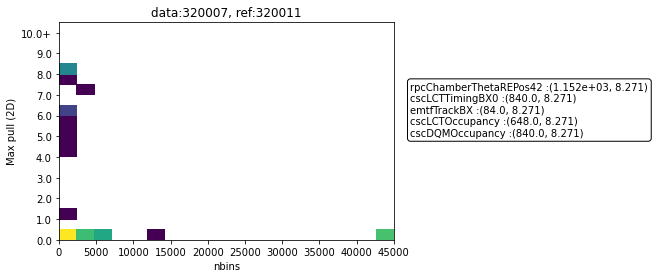 data:320007, ref:320011
10.0+
9.0
8.0
7.0
6.0
5.0
4.0
3.0
2.0
1.0
0.0
Max pull (2D)
0 5000 10000 15000 20000 25000 30000 35000 40000 45000
nbins
rpcChamberThetaREPos42 :(1.152e+03, 8.271)
cscLCTTimingBX0 :(840.0, 8.271)
emtfTrackBX :(84.0, 8.271)
cscLCTOccupancy :(648.0, 8.271)
cscDQMOccupancy :(840.0, 8.271)